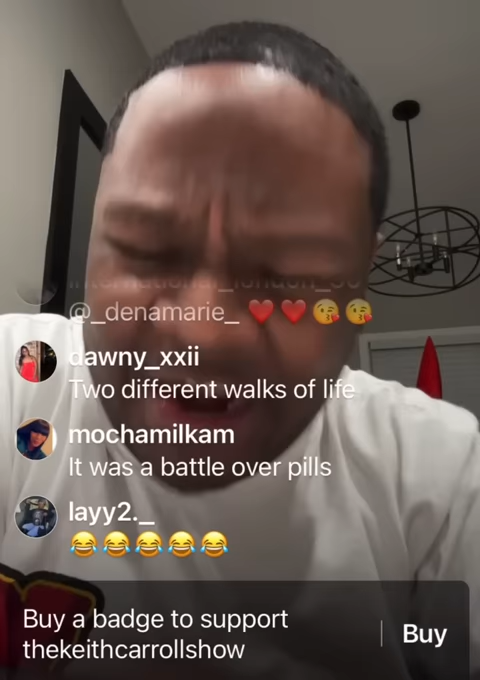 @_denamarie_ ❤️❤️😘😘
dawny_xxii
Two different walks of life
mochamilkam
It was a battle over pills
layy2._
😂😂😂😂😂
Buy a badge to support
thekeithcarrollshow
Buy